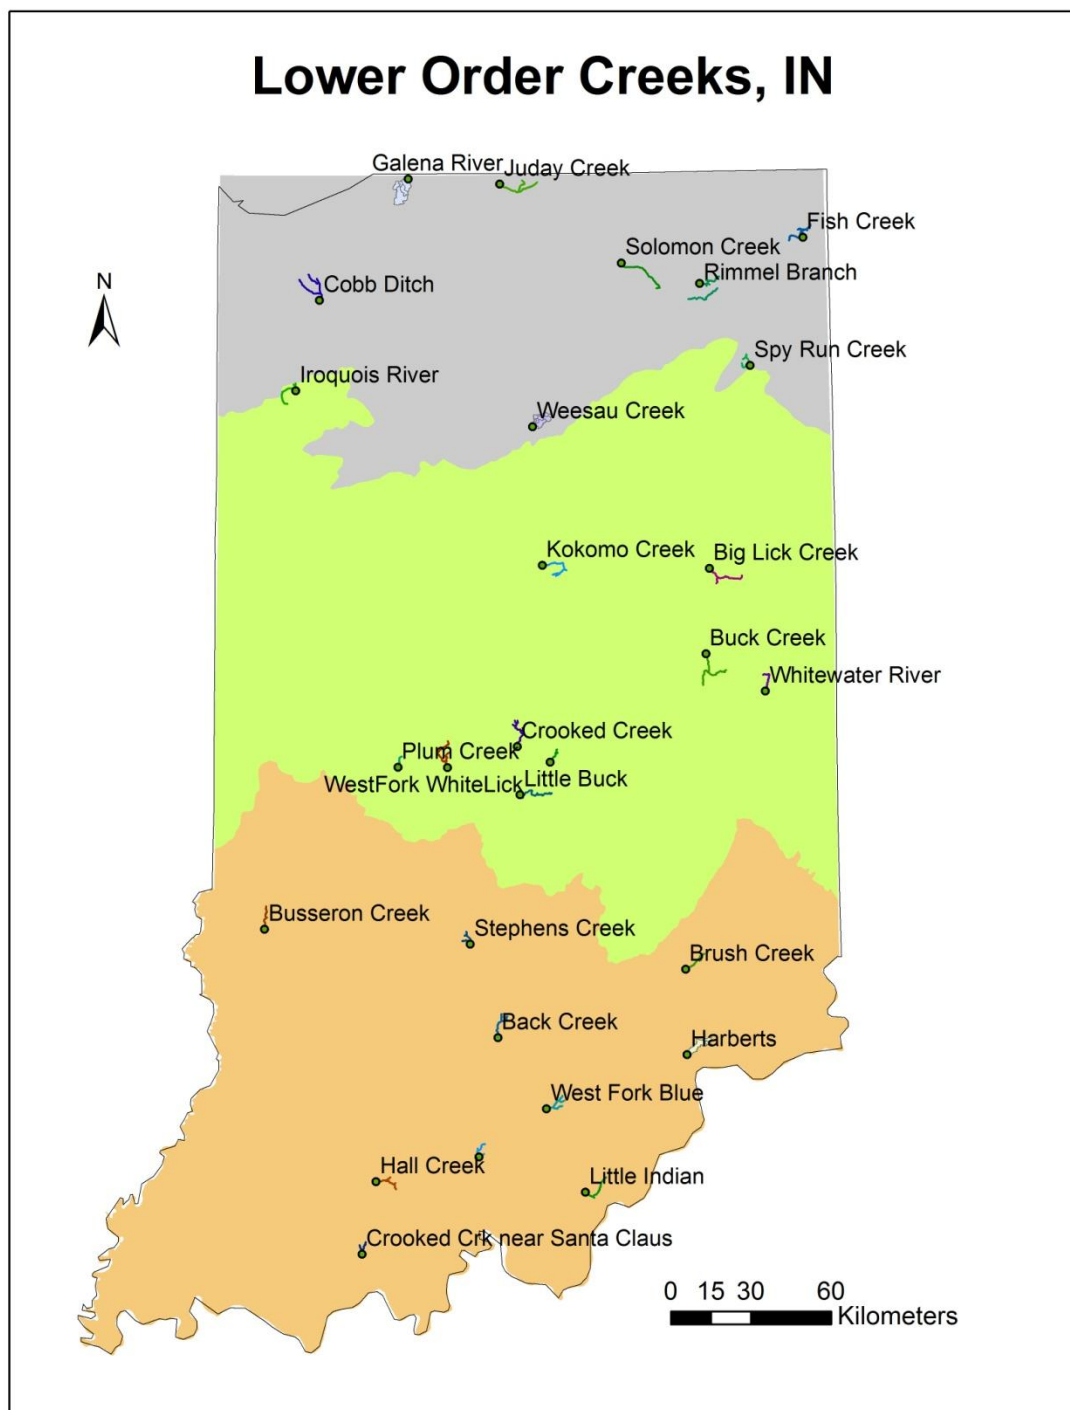 Lower Order Creeks, IN
Galena River
Juday Creek
Fish Creek
Solomon Creek
Rimmel Branch
N
Cobb Ditch
Spy Run Creek
Iroquois River
Weesau Creek
Kokomo Creek
Big Lick Creek
Buck Creek
Whitewater River
Crooked Creek
Plum Creek
WestFork WhiteLick
Little Buck
Busseron Creek
Stephens Creek
Brush Creek
Back Creek
Harberts
West Fork Blue
Hall Creek
Little Indian
Crooked Crk near Santa Claus
0 15 30 60
Kilometers